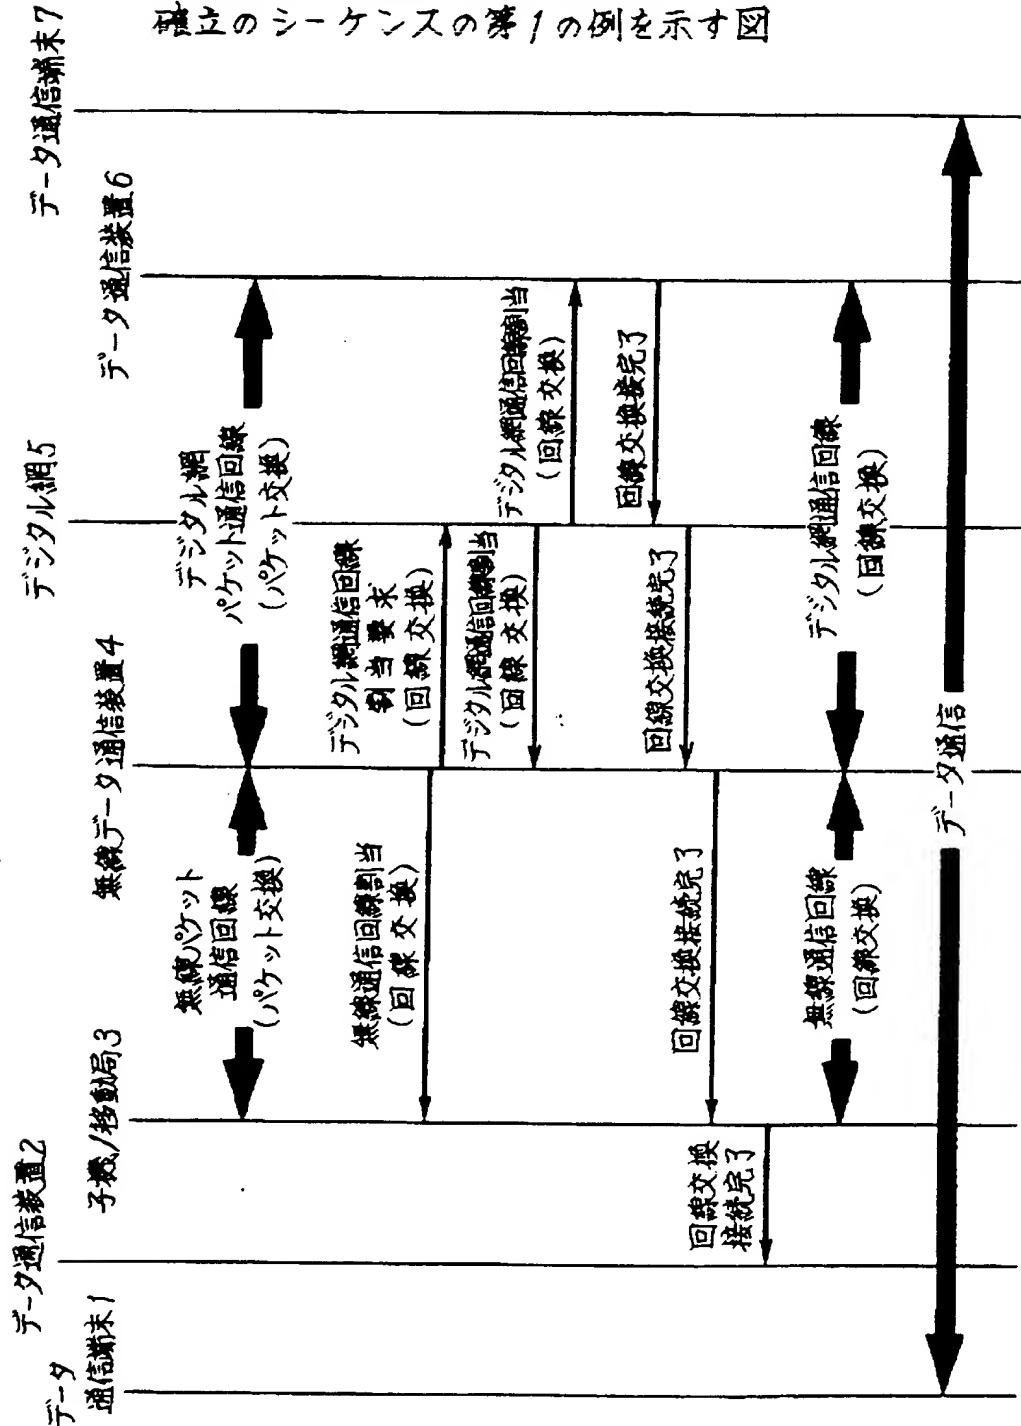 確立のシーケンスの第1の例を示す図
データ
通信端末1
データ通信装置2
子機/移動局3
無線データ通信装置4
デジタル網5
データ通信装置6
データ通信端末7
無線パケット
通信回線
(パケット交換)
デジタル網
パケット通信回線
(パケット交換)
無線通信回線割当
(回線交換)
デジタル網通信回線
割当要求
(回線交換)
デジタル網通信回線割当
(回線交換)
デジタル網通信回線割当
(回線交換)
回線交換接完了
回線交換接続完了
回線交換接続完了
回線交換
接続完了
無線通信回線
(回線交換)
デジタル網通信回線
(回線交換)
データ通信